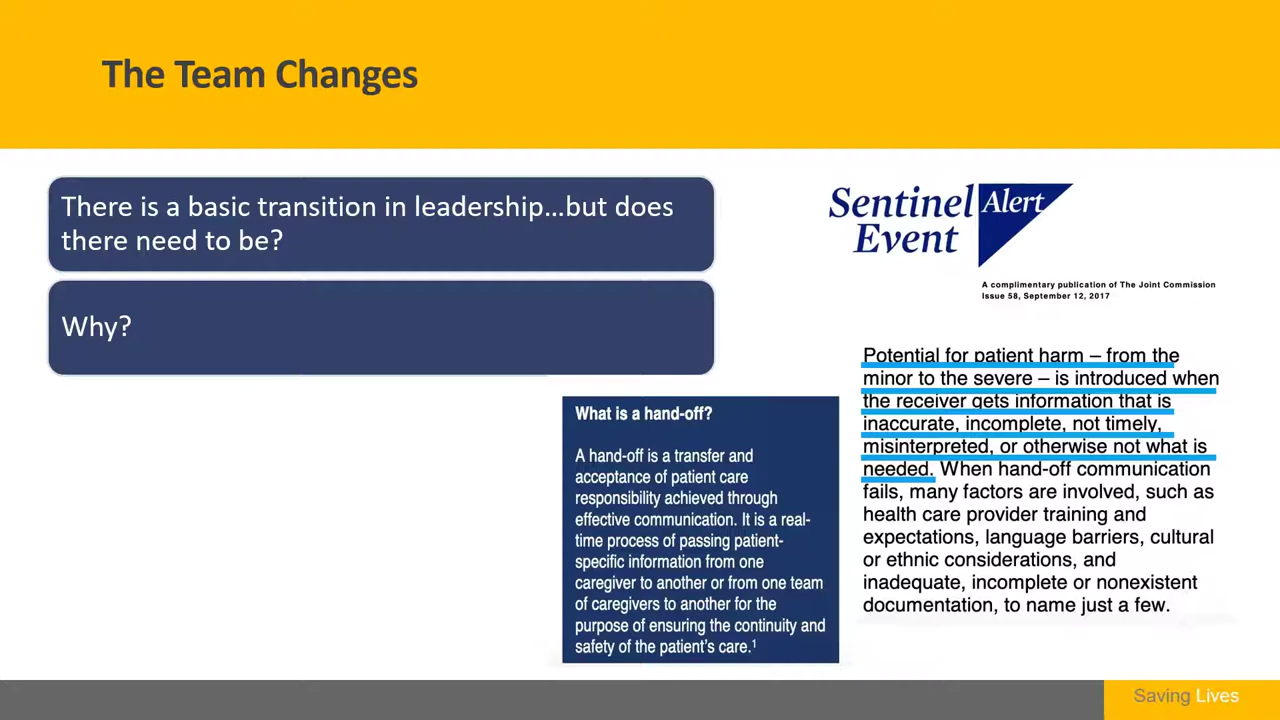 The Team Changes
There is a basic transition in leadership…but does
there need to be?
Why?
Sentinel
Event
Alert
A complimentary publication of The Joint Commission
Issue 58, September 12, 2017
What is a hand-off?
A hand-off is a transfer and
acceptance of patient care
responsibility achieved through
effective communication. It is a real-
time process of passing patient-
specific information from one
caregiver to another or from one team
of caregivers to another for the
purpose of ensuring the continuity and
safety of the patient's care.¹
Potential for patient harm – from the
minor to the severe – is introduced when
the receiver gets information that is
inaccurate, incomplete, not timely,
misinterpreted, or otherwise not what is
needed. When hand-off communication
fails, many factors are involved, such as
health care provider training and
expectations, language barriers, cultural
or ethnic considerations, and
inadequate, incomplete or nonexistent
documentation, to name just a few.
Saving Lives